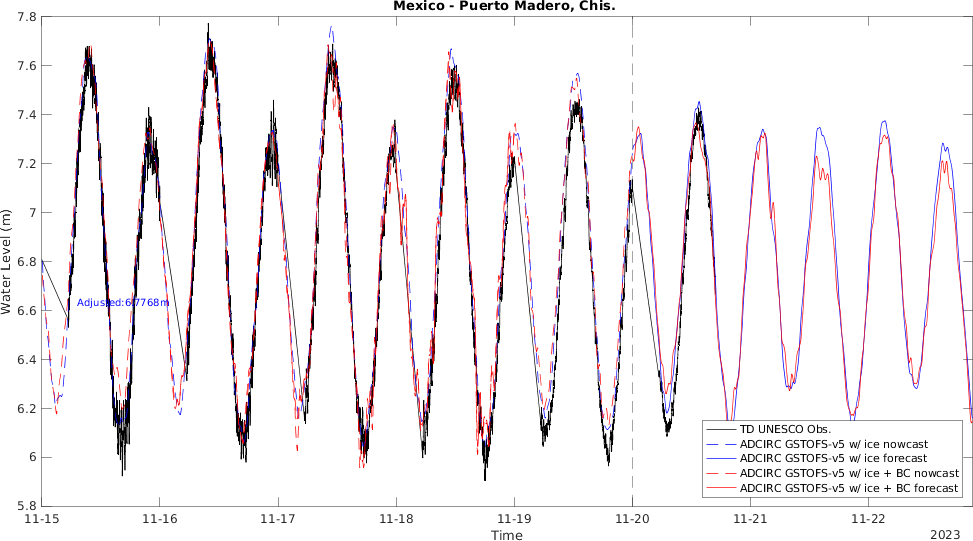 Mexico - Puerto Madero, Chis.
7.8
7.6
7.4
7.2
7
6.8
6.6
6.4
6.2
6
5.8
Water Level (m)
Adjusted:6.7768m
TD UNESCO Obs.
ADCIRC GSTOFS-v5 w/ ice nowcast
ADCIRC GSTOFS-v5 w/ ice forecast
ADCIRC GSTOFS-v5 w/ ice + BC nowcast
ADCIRC GSTOFS-v5 w/ ice + BC forecast
11-15 11-16 11-17 11-18 11-19 11-20 11-21 11-22
Time
2023